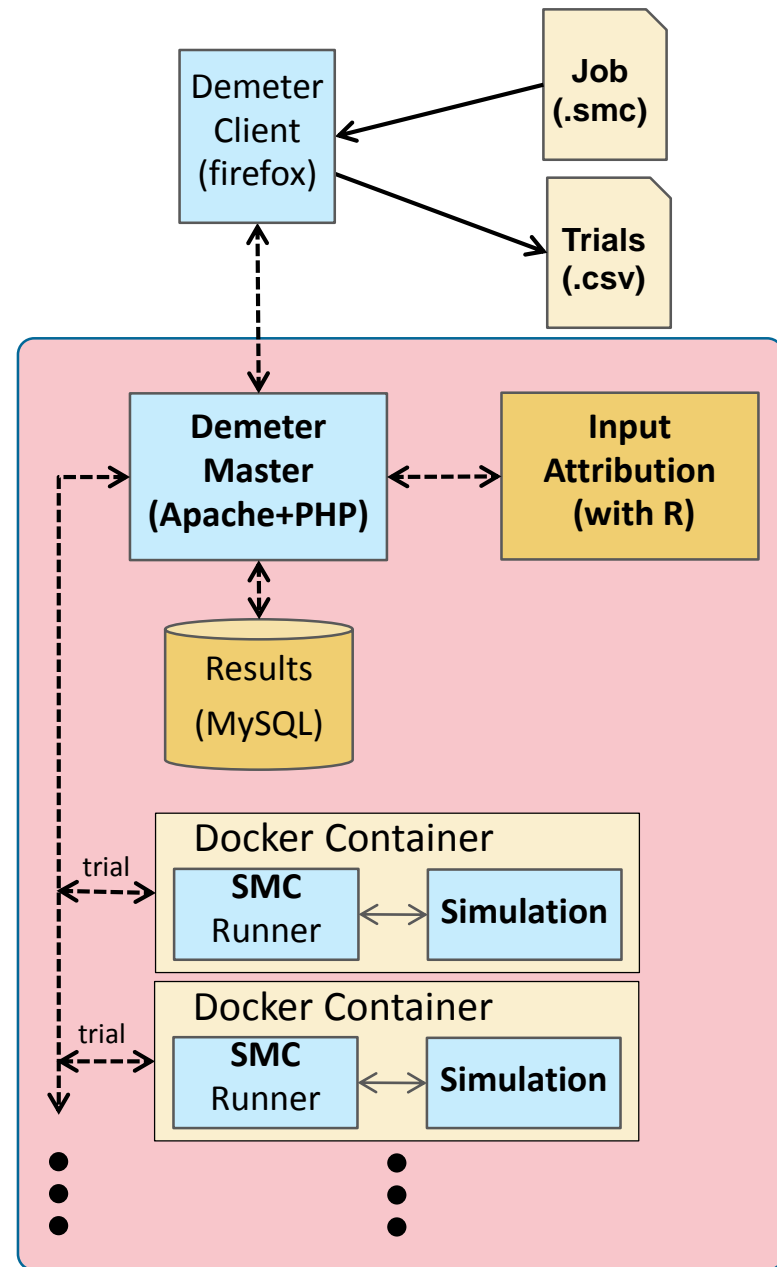 Demeter
Client
(firefox)
Job
(.smc)
Trials
(.csv)
Demeter
Master
(Apache+PHP)
Input
Attribution
(with R)
Results
(MySQL)
trial
Docker Container
SMC
Runner
Simulation
trial
Docker Container
SMC
Runner
Simulation